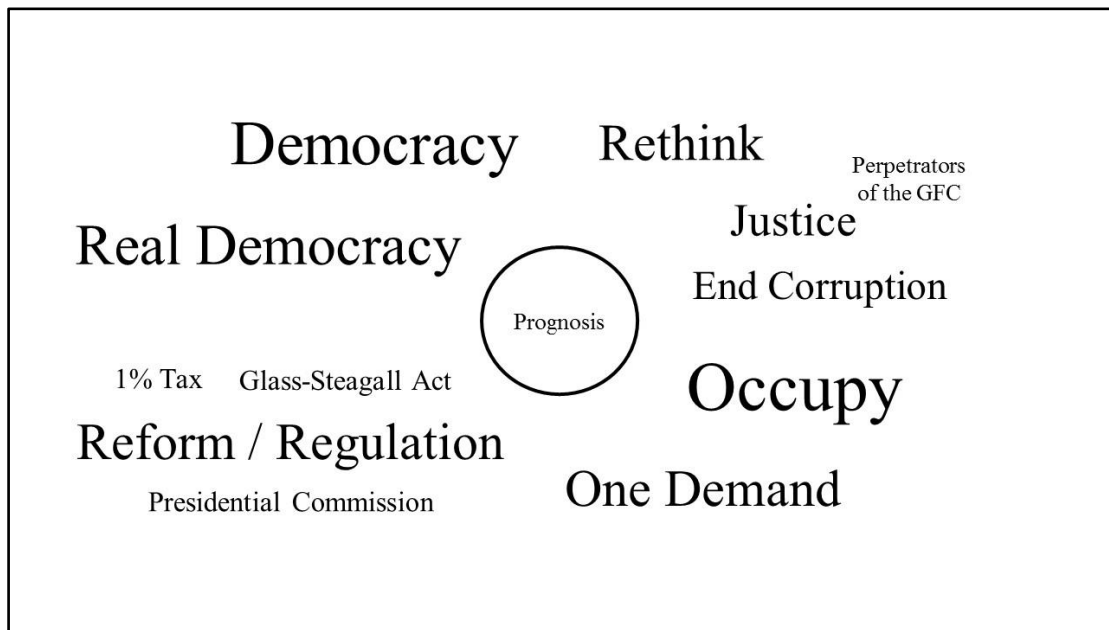 Democracy
Rethink
Perpetrators
of the GFC
Justice
Real Democracy
End Corruption
Prognosis
1% Tax
Glass-Steagall Act
Occupy
Reform / Regulation
One Demand
Presidential Commission